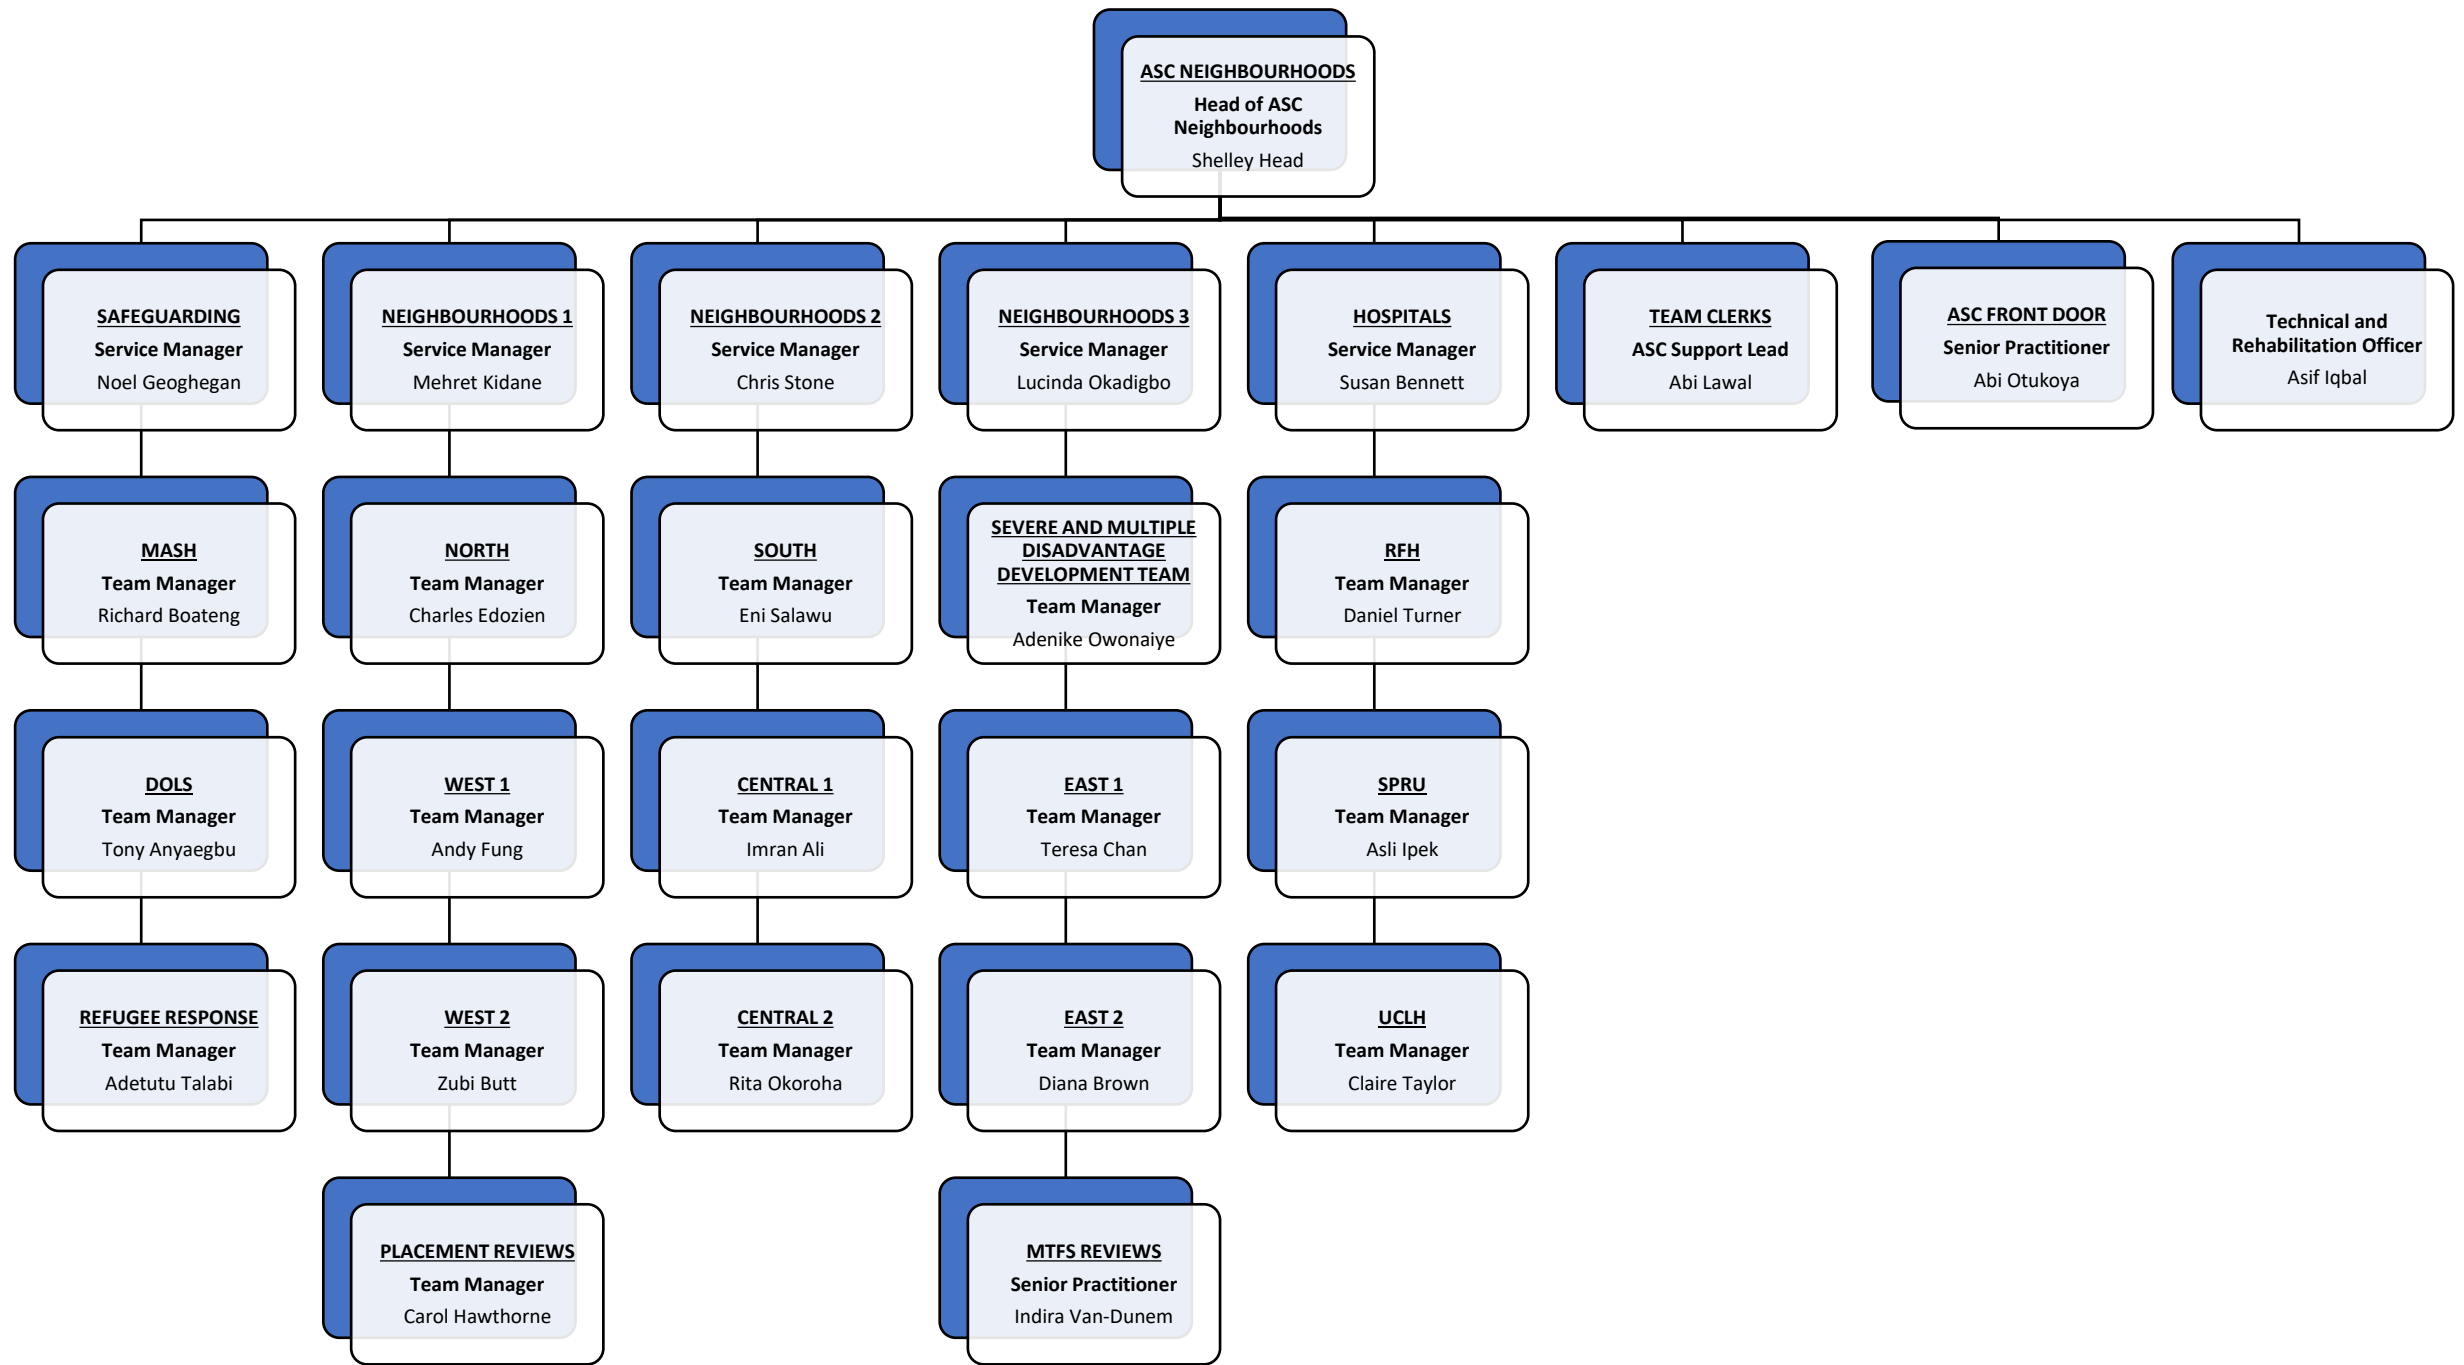 ASC NEIGHBOURHOODS
Head of ASC
Neighbourhoods
Shelley Head
SAFEGUARDING
Service Manager
Noel Geoghegan
NEIGHBOURHOODS 1
Service Manager
Mehret Kidane
NEIGHBOURHOODS 2
Service Manager
Chris Stone
NEIGHBOURHOODS 3
Service Manager
Lucinda Okadigbo
HOSPITALS
Service Manager
Susan Bennett
TEAM CLERKS
ASC Support Lead
Abi Lawal
ASC FRONT DOOR
Senior Practitioner
Abi Otukoya
Technical and
Rehabilitation Officer
Asif Iqbal
MASH
Team Manager
Richard Boateng
NORTH
Team Manager
Charles Edozien
SOUTH
Team Manager
Eni Salawu
SEVERE AND MULTIPLE
DISADVANTAGE
DEVELOPMENT TEAM
Team Manager
Adenike Owonaiye
RFH
Team Manager
Daniel Turner
DOLS
Team Manager
Tony Anyaegbu
WEST 1
Team Manager
Andy Fung
CENTRAL 1
Team Manager
Imran Ali
EAST 1
Team Manager
Teresa Chan
SPRU
Team Manager
Asli Ipek
REFUGEE RESPONSE
Team Manager
Adetutu Talabi
WEST 2
Team Manager
Zubi Butt
CENTRAL 2
Team Manager
Rita Okoroha
EAST 2
Team Manager
Diana Brown
UCLH
Team Manager
Claire Taylor
PLACEMENT REVIEWS
Team Manager
Carol Hawthorne
MTFS REVIEWS
Senior Practitioner
Indira Van-Dunem